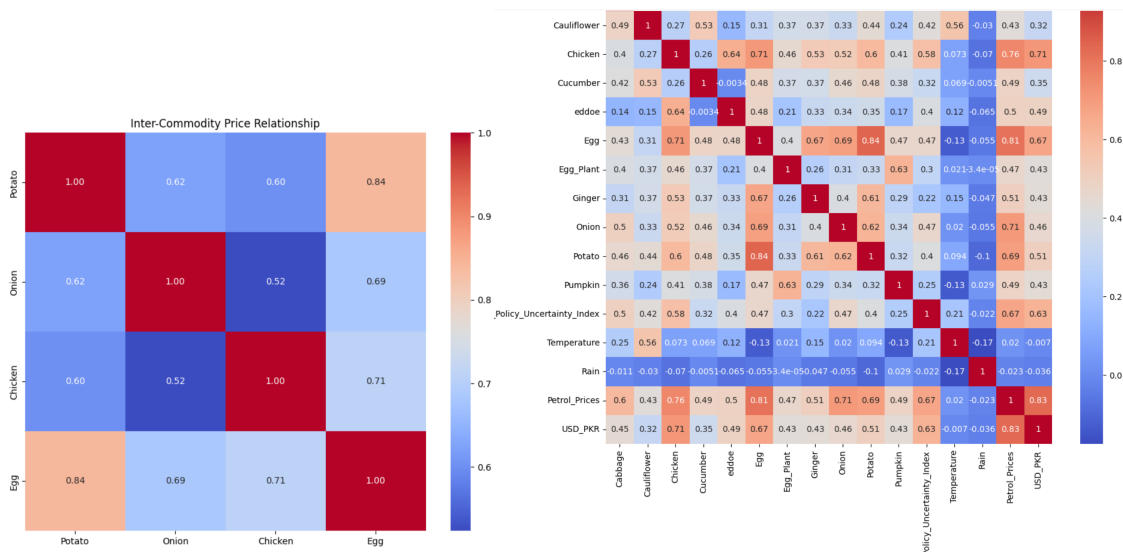 Inter-Commodity Price Relationship
Potato 1.00 0.62 0.60 0.84
Onion 0.62 1.00 0.52 0.69
Chicken 0.60 0.52 1.00 0.71
Egg 0.84 0.69 0.71 1.00
Potato Onion Chicken Egg
1.0
0.9
0.8
0.7
0.6
Cauliflower 0.49 1 0.27 0.53 0.15 0.31 0.37 0.37 0.33 0.44 0.24 0.42 0.56 -0.03 0.43 0.32
Chicken 0.4 0.27 1 0.26 0.64 0.71 0.46 0.53 0.52 0.6 0.41 0.58 0.073 -0.07 0.76 0.71
Cucumber 0.42 0.53 0.26 1 -0.0034 0.48 0.37 0.37 0.46 0.48 0.38 0.32 0.069 -0.0051 0.49 0.35
eddoe 0.14 0.15 0.64 -0.0034 1 0.48 0.21 0.33 0.34 0.35 0.17 0.4 0.12 -0.065 0.5 0.49
Egg 0.43 0.31 0.71 0.48 0.48 1 0.4 0.67 0.69 0.84 0.47 0.47 -0.13 -0.055 0.81 0.67
Egg_Plant 0.4 0.37 0.46 0.37 0.21 0.4 1 0.26 0.31 0.33 0.63 0.3 0.021 -3.4e-05 0.47 0.43
Ginger 0.31 0.37 0.53 0.37 0.33 0.67 0.26 1 0.4 0.61 0.29 0.22 0.15 -0.047 0.51 0.43
Onion 0.5 0.33 0.52 0.46 0.34 0.69 0.31 0.4 1 0.62 0.34 0.47 0.02 -0.055 0.71 0.46
Potato 0.46 0.44 0.6 0.48 0.35 0.84 0.33 0.61 0.62 1 0.32 0.4 0.094 -0.1 0.69 0.51
Pumpkin 0.36 0.24 0.41 0.38 0.17 0.47 0.63 0.29 0.34 0.32 1 0.25 -0.13 0.029 0.49 0.43
Policy_Uncertainty_Index 0.5 0.42 0.58 0.32 0.4 0.47 0.3 0.22 0.47 0.4 0.25 1 0.21 -0.022 0.67 0.63
Temperature 0.25 0.56 0.073 0.069 0.12 -0.13 0.021 0.15 0.02 0.094 -0.13 0.21 1 -0.17 0.02 -0.007
Rain -0.011 -0.03 -0.07 -0.0051 -0.065 -0.055 3.4e-05 -0.047 -0.055 -0.1 0.029 -0.022 -0.17 1 -0.023 -0.036
Petrol_Prices 0.6 0.43 0.76 0.49 0.5 0.81 0.47 0.51 0.71 0.69 0.49 0.67 0.02 -0.023 1 0.83
USD_PKR 0.45 0.32 0.71 0.35 0.49 0.67 0.43 0.43 0.46 0.51 0.43 0.63 -0.007 -0.036 0.83 1
Cabbage Cauliflower Chicken Cucumber eddoe Egg Egg_Plant Ginger Onion Potato Pumpkin Policy_Uncertainty_Index Temperature Rain Petrol_Prices USD_PKR
0.8
0.6
0.4
0.2
0.0